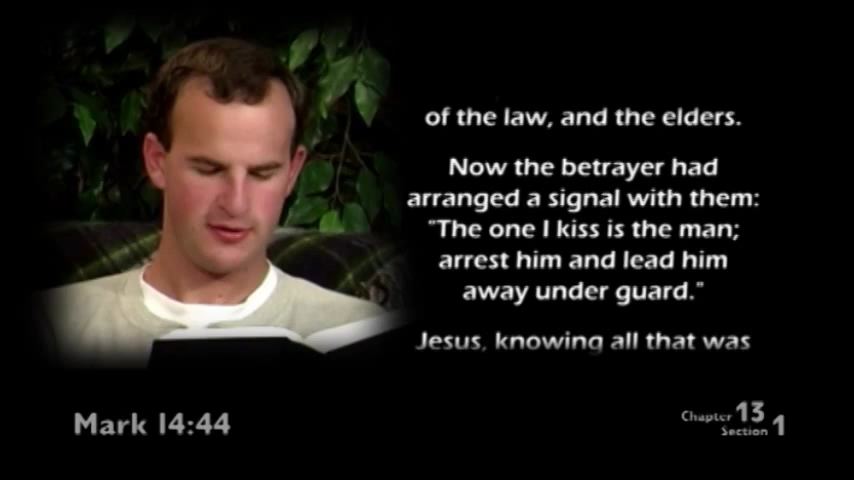 of the law, and the elders.
Now the betrayer had
arranged a signal with them:
"The one I kiss is the man;
arrest him and lead him
away under guard."
Jesus, knowing all that was
Mark 14:44
Chapter 13
Section 1